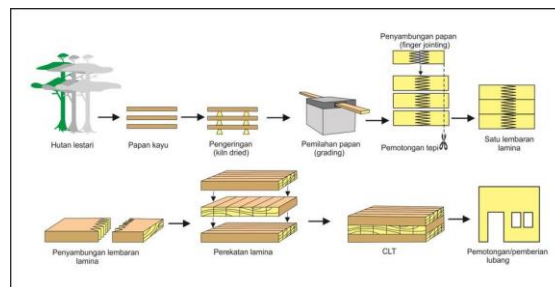 Penyambungan papan
(finger jointing)
Hutan lestari
Papan kayu
Pengeringan
(kiln dried)
Pemilahan papan
(grading)
Pemotongan tepi
Satu lembaran
lamina
Penyambungan lembaran
lamina
Perekatan lamina
CLT
Pemotongan/pemberian
lubang